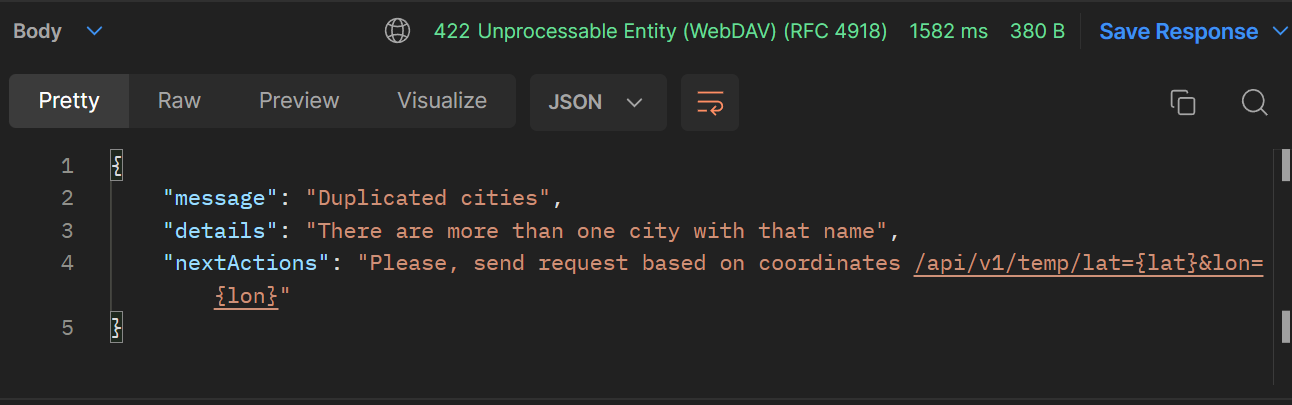 Body 422 Unprocessable Entity (WebDAV) (RFC 4918) 1582 ms 380 B Save Response
Pretty Raw Preview Visualize JSON
1 {
2 "message": "Duplicated cities",
3 "details": "There are more than one city with that name",
4 "nextActions": "Please, send request based on coordinates /api/v1/temp/lat={lat}&lon=
{lon}"
5 }